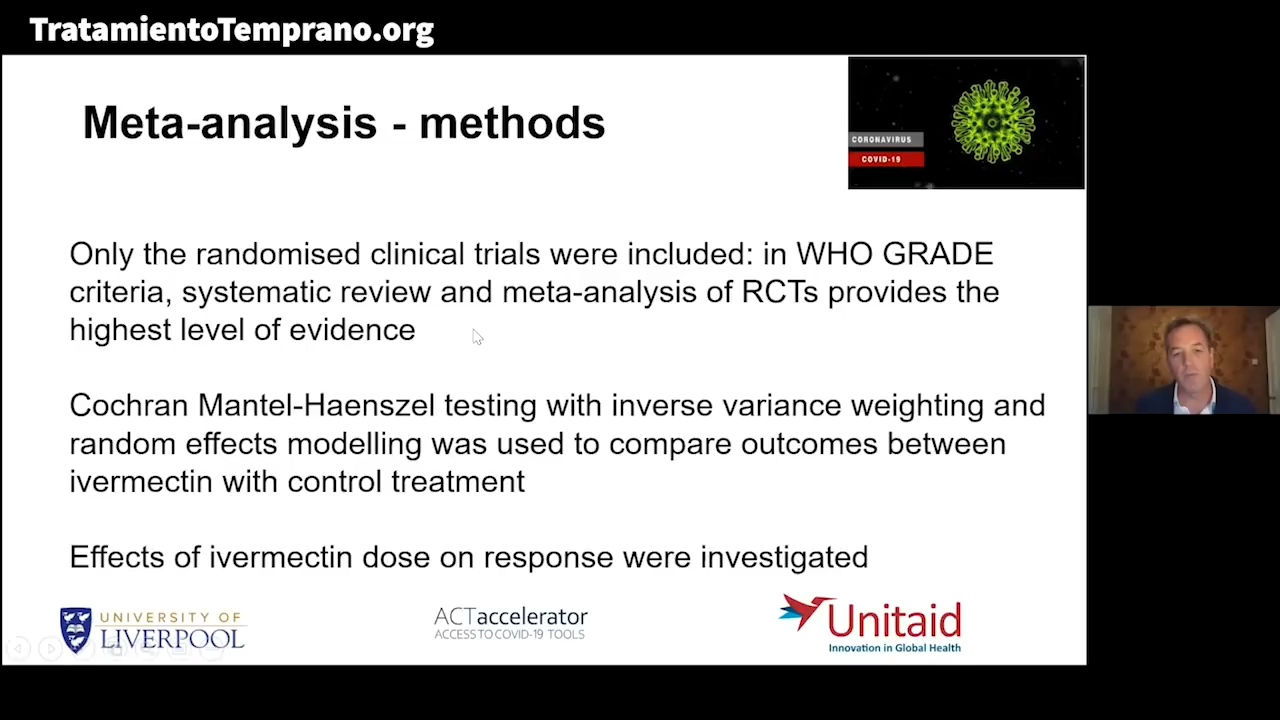 TratamientoTemprano.org
Meta-analysis - methods
CORONAVIRUS
COVID-19
Only the randomised clinical trials were included: in WHO GRADE
criteria, systematic review and meta-analysis of RCTs provides the
highest level of evidence
Cochran Mantel-Haenszel testing with inverse variance weighting and
random effects modelling was used to compare outcomes between
ivermectin with control treatment
Effects of ivermectin dose on response were investigated
UNIVERSITY OF
LIVERPOOL
ACTaccelerator
ACCESS TO COVID-19 TOOLS
Unitaid
Innovation in Global Health